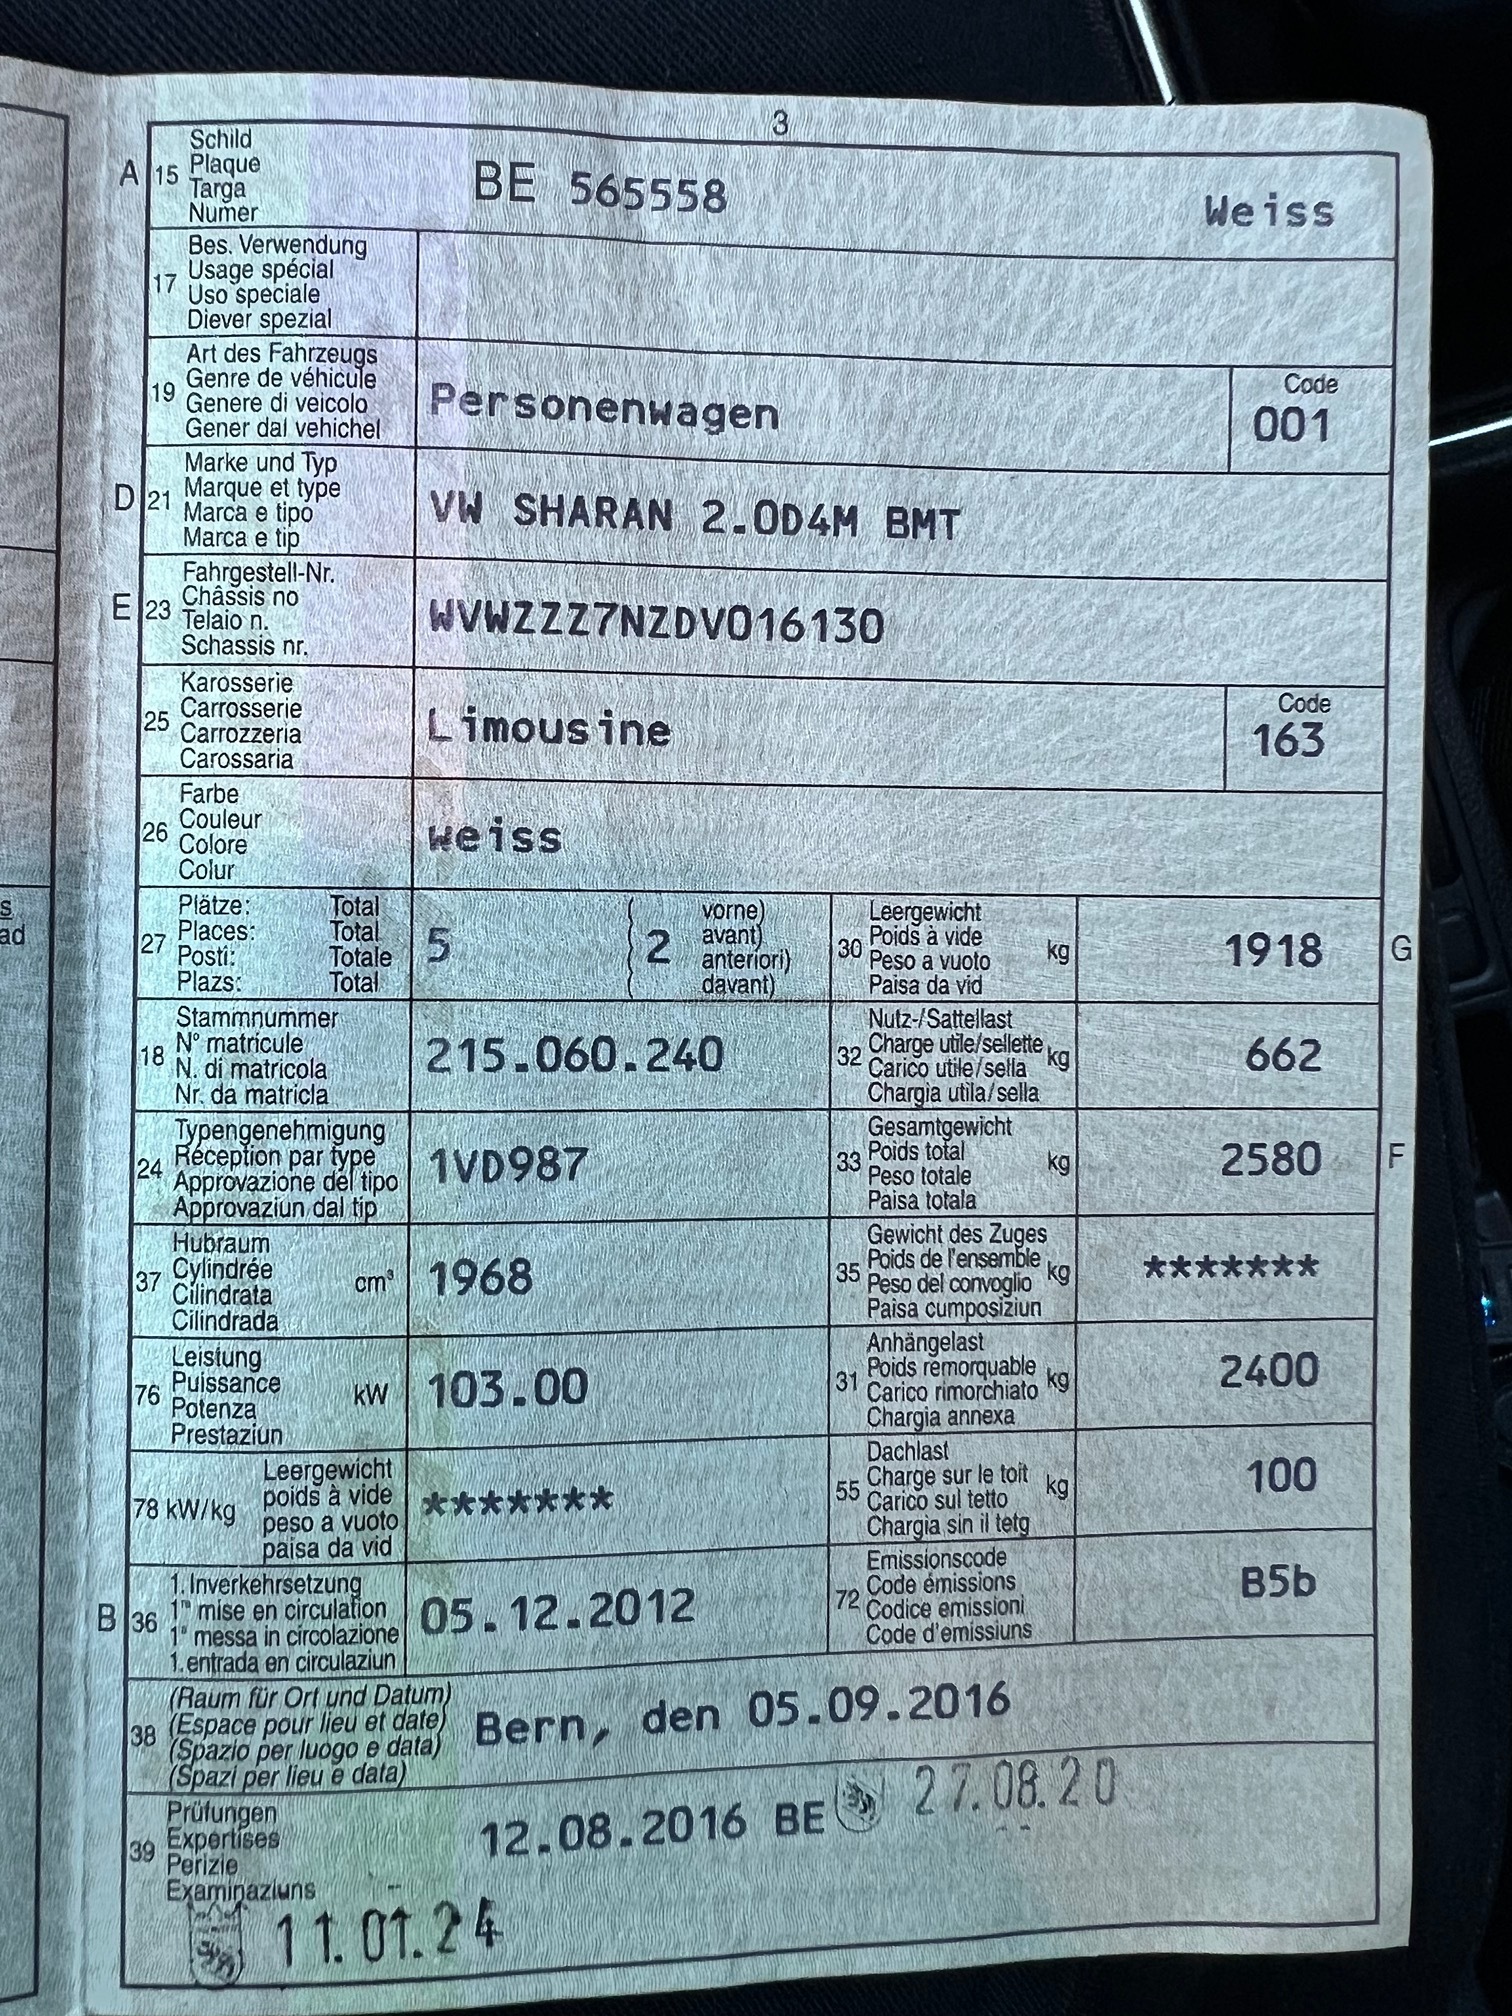 3
A 15 Schild
Plaque
Targa
Numer
BE 565558 Weiss
17 Bes. Verwendung
Usage spécial
Uso speciale
Diever spezial
19 Art des Fahrzeugs
Genre de véhicule
Genere di veicolo
Gener dal vehichel
Personenwagen
Code
001
D 21 Marke und Typ
Marque et type
Marca e tipo
Marca e tip
VW SHARAN 2.0D4M BMT
E 23 Fahrgestell-Nr.
Châssis no
Telaio n.
Schassis nr.
WVWZZZ7NZDV016130
25 Karosserie
Carrosserie
Carrozzeria
Carossaria
Limousine
Code
163
26 Farbe
Couleur
Colore
Colur
weiss
27 Plätze: Total
Places: Total
Posti: Totale
Plazs: Total
5 ( 2 vorne)
avant)
anteriori)
davant)
30 Leergewicht
Poids à vide
Peso a vuoto
Paisa da vid
kg 1918 G
18 Stammnummer
N° matricule
N. di matricola
Nr. da matricla
215.060.240
32 Nutz-/Sattellast
Charge utile/sellette
Carico utile/sella
Chargia utila/sella
kg 662
24 Typengenehmigung
Réception par type
Approvazione del tipo
Approvaziun dal tip
1VD987
33 Gesamtgewicht
Poids total
Peso totale
Paisa totala
kg 2580 F
37 Hubraum
Cylindrée
Cilindrata
Cilindrada
cm³ 1968
35 Gewicht des Zuges
Poids de l'ensemble
Peso del convoglio
Paisa cumposiziun
kg *******
76 Leistung
Puissance
Potenza
Prestaziun
kW 103.00
31 Anhängelast
Poids remorquable
Carico rimorchiato
Chargia annexa
kg 2400
78 kW/kg Leergewicht
poids à vide
peso a vuoto
paisa da vid
*******
55 Dachlast
Charge sur le toit
Carico sul tetto
Chargia sin il tetg
kg 100
B 36 1. Inverkehrsetzung
1re mise en circulation
1a messa in circolazione
1. entrada en circulaziun
05.12.2012
72 Emissionscode
Code émissions
Codice emissioni
Code d'emissiuns
B5b
38 (Raum für Ort und Datum)
(Espace pour lieu et date)
(Spazio per luogo e data)
(Spazi per lieu e data)
Bern, den 05.09.2016
39 Prüfungen
Expertises
Perizie
Examinaziuns
12.08.2016 BE 27.08.20
11.01.24